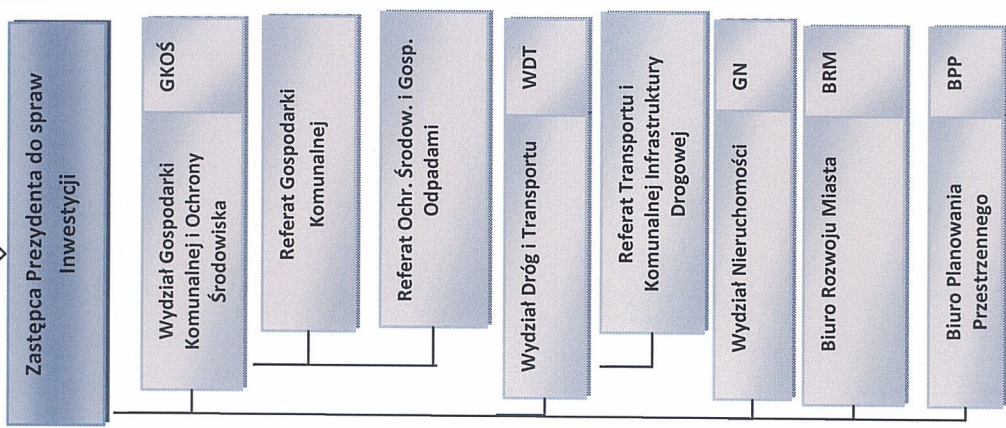 Zastępca Prezydenta do spraw
Inwestycji
Wydział Gospodarki
Komunalnej i Ochrony
Środowiska
GKOŚ
Referat Gospodarki
Komunalnej
Referat Ochr. Środow. i Gosp.
Odpadami
Wydział Dróg i Transportu
WDT
Referat Transportu i
Komunalnej Infrastruktury
Drogowej
Wydział Nieruchomości
GN
Biuro Rozwoju Miasta
BRM
Biuro Planowania
Przestrzennego
BPP